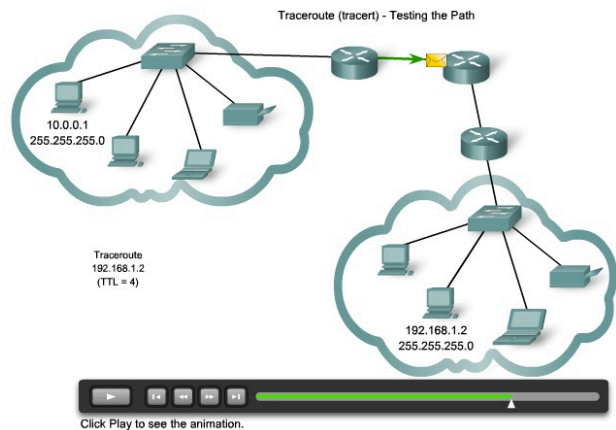 Traceroute (tracert) - Testing the Path
10.0.0.1
255.255.255.0
Traceroute
192.168.1.2
(TTL = 4)
192.168.1.2
255.255.255.0
Click Play to see the animation.